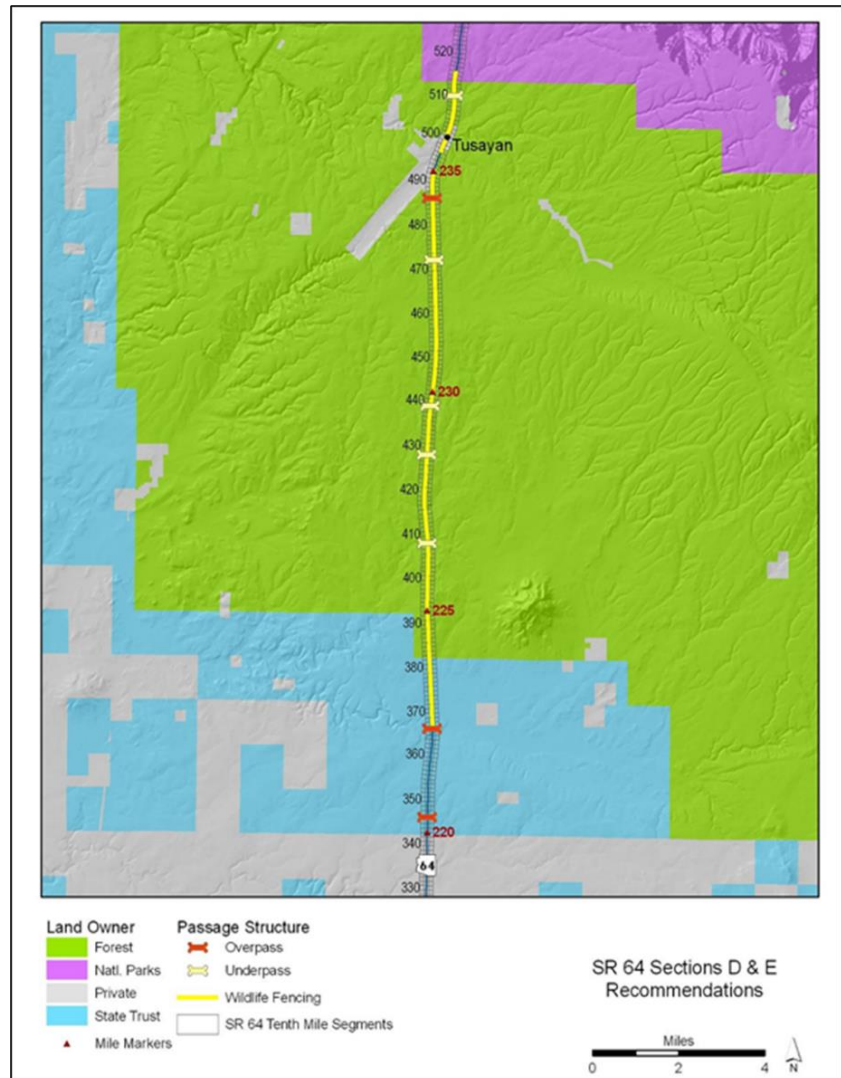 520
510
500
Tusayan
490
235
480
470
460
450
230
440
430
420
410
400
225
390
380
370
360
350
220
340
64
330
Land Owner
Forest
Natl. Parks
Private
State Trust
Mile Markers
Passage Structure
Overpass
Underpass
Wildlife Fencing
SR 64 Tenth Mile Segments
SR 64 Sections D & E
Recommendations
Miles
0 2 4
N